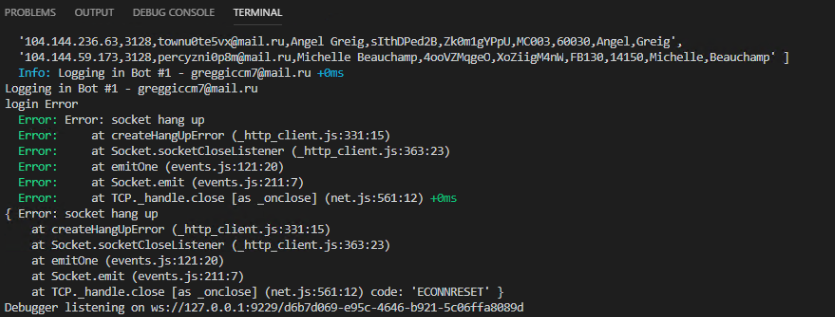 PROBLEMS OUTPUT DEBUG CONSOLE TERMINAL
'104.144.236.63,3128,townu0te5vx@mail.ru,Angel Greig,sIthDPed2B,Zk0m1gYPpU,MC003,60030,Angel,Greig',
'104.144.59.173,3128,percyzni0p8m@mail.ru,Michelle Beauchamp,4ooVZMqgeO,XoZiigM4nW,FB130,14150,Michelle,Beauchamp' ]
Info: Logging in Bot #1 - greggiccm7@mail.ru +0ms
Logging in Bot #1 - greggiccm7@mail.ru
login Error
Error: Error: socket hang up
Error: at createHangUpError (_http_client.js:331:15)
Error: at Socket.socketCloseListener (_http_client.js:363:23)
Error: at emitOne (events.js:121:20)
Error: at Socket.emit (events.js:211:7)
Error: at TCP._handle.close [as _onclose] (net.js:561:12) +0ms
{ Error: socket hang up
at createHangUpError (_http_client.js:331:15)
at Socket.socketCloseListener (_http_client.js:363:23)
at emitOne (events.js:121:20)
at Socket.emit (events.js:211:7)
at TCP._handle.close [as _onclose] (net.js:561:12) code: 'ECONNRESET' }
Debugger listening on ws://127.0.0.1:9229/d6b7d069-e95c-4646-b921-5c06ffa8089d